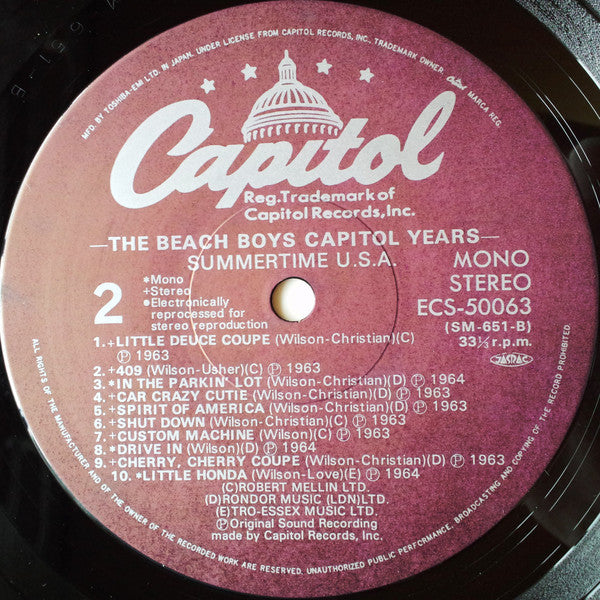 MFD. BY TOSHIBA-EMI LTD. IN JAPAN. UNDER LICENSE FROM CAPITOL RECORDS, INC., TRADEMARK OWNER. Capitol MARCA REG.
Capitol
Reg. Trademark of
Capitol Records, Inc.
—THE BEACH BOYS CAPITOL YEARS—
SUMMERTIME U.S.A.
MONO
STEREO
ECS-50063
(SM-651-B)
33⅓ r.p.m.
JASRAC
2
*Mono
+Stereo
●Electronically
reprocessed for
stereo reproduction
1.+LITTLE DEUCE COUPE (Wilson-Christian)(C)
Ⓟ 1963
2.+409 (Wilson-Usher)(C) Ⓟ 1963
3.*IN THE PARKIN' LOT (Wilson-Christian)(D) Ⓟ 1964
4.+CAR CRAZY CUTIE (Wilson-Christian)(D) Ⓟ 1963
5.+SPIRIT OF AMERICA (Wilson-Christian)(D) Ⓟ 1963
6.+SHUT DOWN (Wilson-Christian)(C) Ⓟ 1963
7.+CUSTOM MACHINE (Wilson)(C) Ⓟ 1963
8.*DRIVE IN (Wilson)(D) Ⓟ 1964
9.+CHERRY, CHERRY COUPE (Wilson-Christian)(D) Ⓟ 1963
10.*LITTLE HONDA (Wilson-Love)(E) Ⓟ 1964
(C)ROBERT MELLIN LTD.
(D)RONDOR MUSIC (LDN)LTD.
(E)TRO-ESSEX MUSIC LTD.
ⓅOriginal Sound Recording
made by Capitol Records, Inc.
ALL RIGHTS OF THE MANUFACTURER AND OF THE OWNER OF THE RECORDED WORK ARE RESERVED. UNAUTHORIZED PUBLIC PERFORMANCE, BROADCASTING AND COPYING OF THE RECORD PROHIBITED.